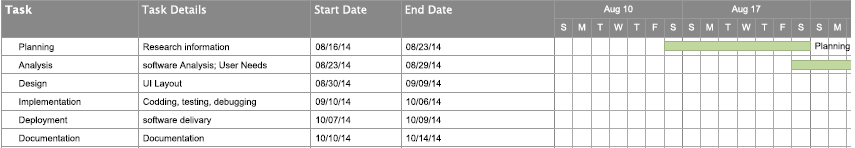 Task Task Details Start Date End Date Aug 10 Aug 17
S M T W T F S S M T W T F S S M
Planning Research information 08/16/14 08/23/14 Planning
Analysis software Analysis; User Needs 08/23/14 08/29/14
Design UI Layout 08/30/14 09/09/14
Implementation Codding, testing, debugging 09/10/14 10/06/14
Deployment software delivary 10/07/14 10/09/14
Documentation Documentation 10/10/14 10/14/14